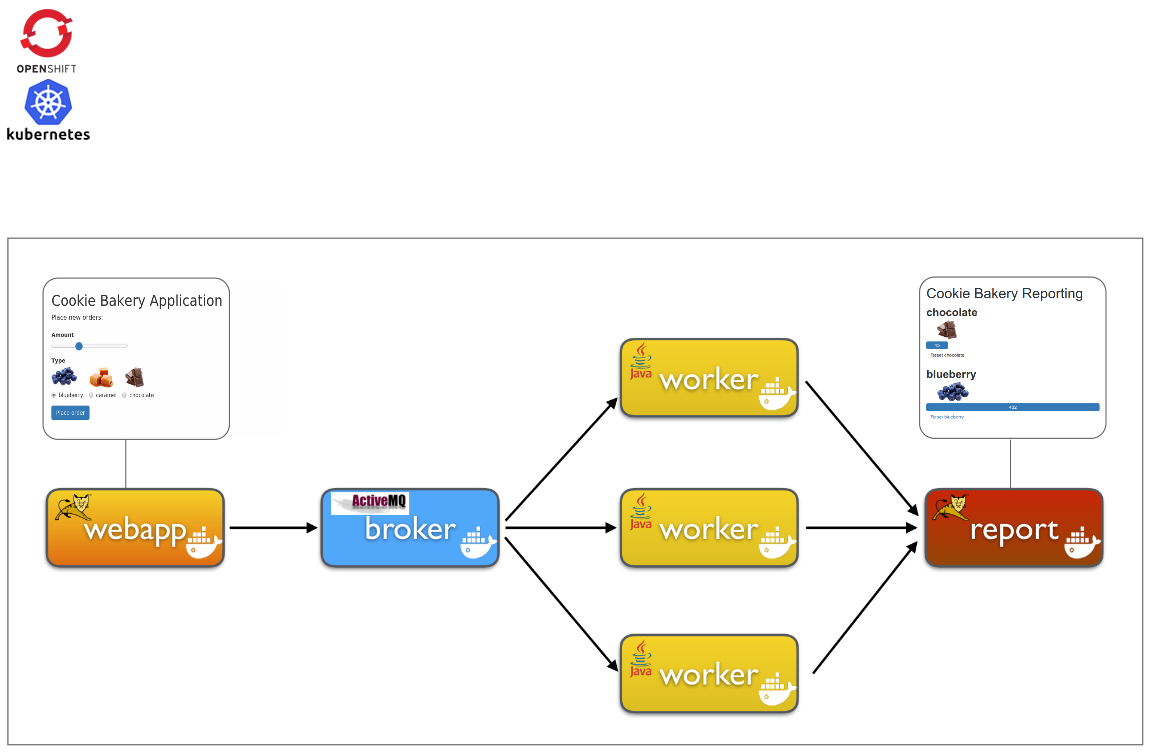 OPENSHIFT
kubernetes
Cookie Bakery Application
Place new orders:
Amount
Type
blueberry caramel chocolate
Place order
Cookie Bakery Reporting
chocolate
Reset chocolate
blueberry
432
Reset blueberry
Java
worker
webapp
ActiveMQ
broker
Java
worker
report
Java
worker